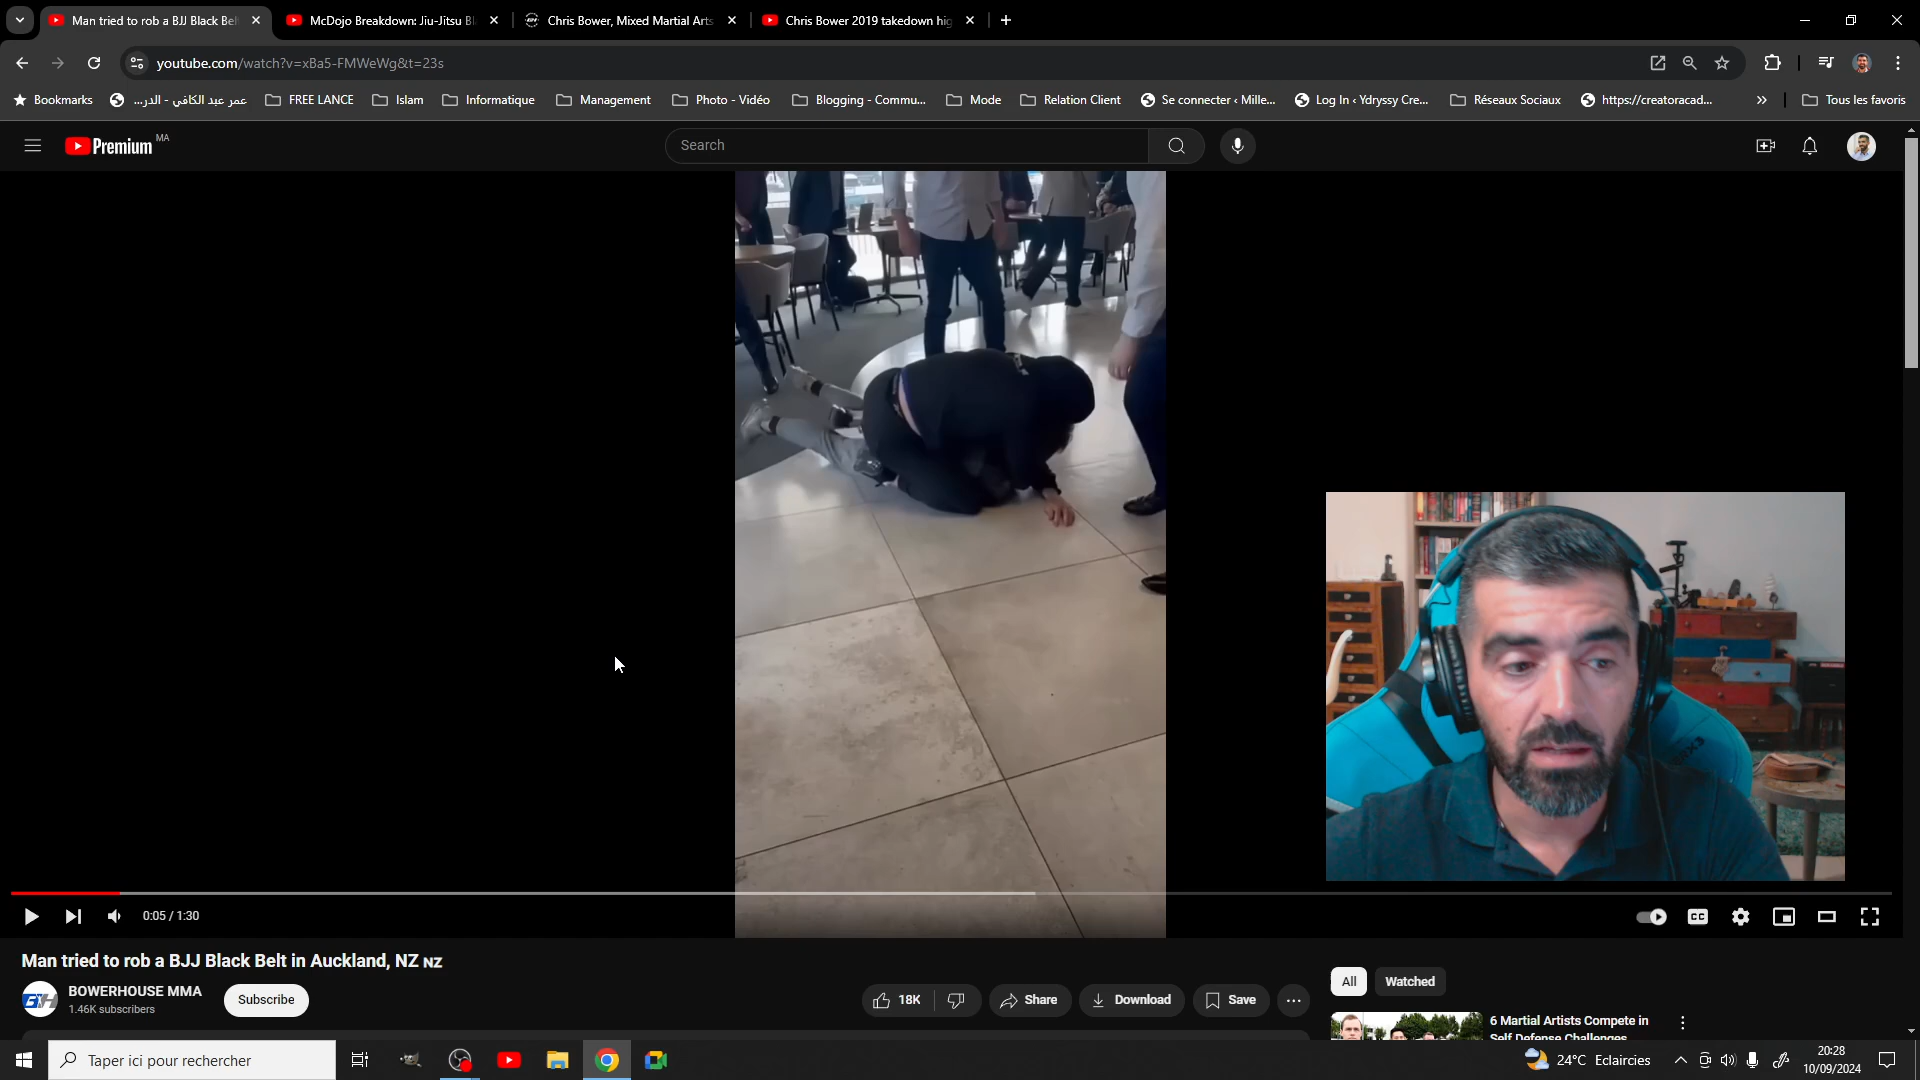 Man tried to rob a BJJ Black Bel
McDojo Breakdown: Jiu-Jitsu Bl
Chris Bower, Mixed Martial Arts
Chris Bower 2019 takedown hig
youtube.com/watch?v=xBa5-FMWeWg&t=23s
Bookmarks
عمر عبد الكافي - الدر...
FREE LANCE
Islam
Informatique
Management
Photo - Vidéo
Blogging - Commu...
Mode
Relation Client
Se connecter ‹ Mille...
Log In ‹ Ydryssy Cre...
Réseaux Sociaux
https://creatoracad...
»
Tous les favoris
Premium MA
Search
0:05 / 1:30
CC
Man tried to rob a BJJ Black Belt in Auckland, NZ NZ
BOWERHOUSE MMA
1.46K subscribers
Subscribe
18K
Share
Download
Save
All
Watched
6 Martial Artists Compete in
Self Defense Challenges
Taper ici pour rechercher
24°C Eclaircies
20:28
10/09/2024